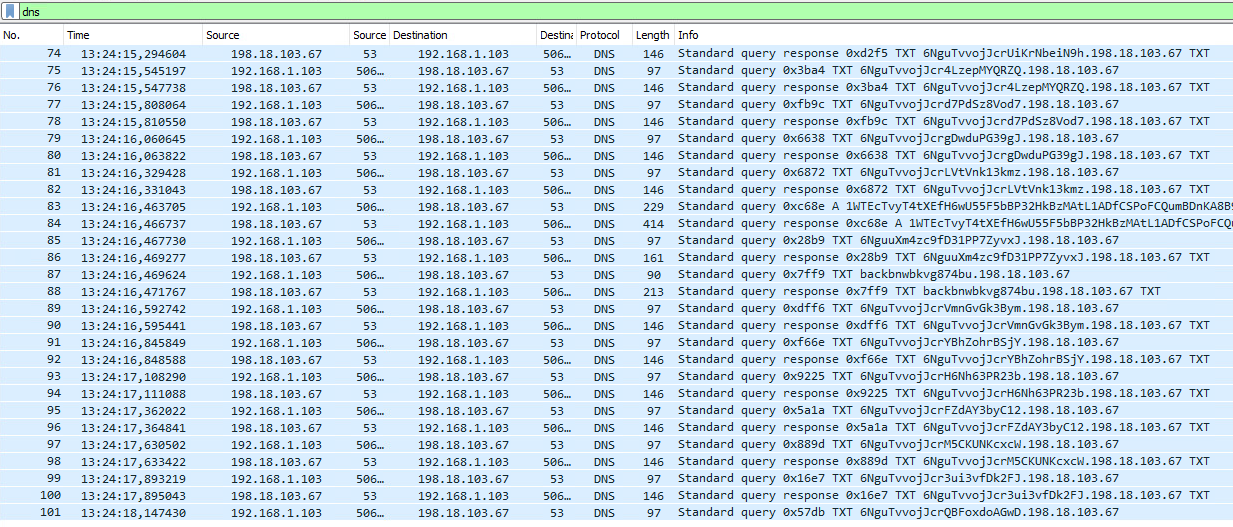 dns
No. Time Source Source Destination Destina Protocol Length Info
74 13:24:15,294604 198.18.103.67 53 192.168.1.103 506… DNS 146 Standard query response 0xd2f5 TXT 6NguTvvojJcrUiKrNbeiN9h.198.18.103.67 TXT
75 13:24:15,545197 192.168.1.103 506… 198.18.103.67 53 DNS 97 Standard query 0x3ba4 TXT 6NguTvvojJcr4LzepMYQRZQ.198.18.103.67
76 13:24:15,547738 198.18.103.67 53 192.168.1.103 506… DNS 146 Standard query response 0x3ba4 TXT 6NguTvvojJcr4LzepMYQRZQ.198.18.103.67 TXT
77 13:24:15,808064 192.168.1.103 506… 198.18.103.67 53 DNS 97 Standard query 0xfb9c TXT 6NguTvvojJcrd7PdSz8Vod7.198.18.103.67
78 13:24:15,810550 198.18.103.67 53 192.168.1.103 506… DNS 146 Standard query response 0xfb9c TXT 6NguTvvojJcrd7PdSz8Vod7.198.18.103.67 TXT
79 13:24:16,060645 192.168.1.103 506… 198.18.103.67 53 DNS 97 Standard query 0x6638 TXT 6NguTvvojJcrgDwduPG39gJ.198.18.103.67
80 13:24:16,063822 198.18.103.67 53 192.168.1.103 506… DNS 146 Standard query response 0x6638 TXT 6NguTvvojJcrgDwduPG39gJ.198.18.103.67 TXT
81 13:24:16,329428 192.168.1.103 506… 198.18.103.67 53 DNS 97 Standard query 0x6872 TXT 6NguTvvojJcrLVtVnk13kmz.198.18.103.67
82 13:24:16,331043 198.18.103.67 53 192.168.1.103 506… DNS 146 Standard query response 0x6872 TXT 6NguTvvojJcrLVtVnk13kmz.198.18.103.67 TXT
83 13:24:16,463705 192.168.1.103 506… 198.18.103.67 53 DNS 229 Standard query 0xc68e A 1WTEcTvyT4tXEfH6wU55F5bBP32HkBzMAtL1ADfCSPoFCQumBDnKA8B9
84 13:24:16,466737 198.18.103.67 53 192.168.1.103 506… DNS 414 Standard query response 0xc68e A 1WTEcTvyT4tXEfH6wU55F5bBP32HkBzMAtL1ADfCSPoFCQu
85 13:24:16,467730 192.168.1.103 506… 198.18.103.67 53 DNS 97 Standard query 0x28b9 TXT 6NguuXm4zc9fD31PP7ZyvxJ.198.18.103.67
86 13:24:16,469277 198.18.103.67 53 192.168.1.103 506… DNS 161 Standard query response 0x28b9 TXT 6NguuXm4zc9fD31PP7ZyvxJ.198.18.103.67 TXT
87 13:24:16,469624 192.168.1.103 506… 198.18.103.67 53 DNS 90 Standard query 0x7ff9 TXT backbnwbkvg874bu.198.18.103.67
88 13:24:16,471767 198.18.103.67 53 192.168.1.103 506… DNS 213 Standard query response 0x7ff9 TXT backbnwbkvg874bu.198.18.103.67 TXT
89 13:24:16,592742 192.168.1.103 506… 198.18.103.67 53 DNS 97 Standard query 0xdff6 TXT 6NguTvvojJcrVmnGvGk3Bym.198.18.103.67
90 13:24:16,595441 198.18.103.67 53 192.168.1.103 506… DNS 146 Standard query response 0xdff6 TXT 6NguTvvojJcrVmnGvGk3Bym.198.18.103.67 TXT
91 13:24:16,845849 192.168.1.103 506… 198.18.103.67 53 DNS 97 Standard query 0xf66e TXT 6NguTvvojJcrYBhZohrBSjY.198.18.103.67
92 13:24:16,848588 198.18.103.67 53 192.168.1.103 506… DNS 146 Standard query response 0xf66e TXT 6NguTvvojJcrYBhZohrBSjY.198.18.103.67 TXT
93 13:24:17,108290 192.168.1.103 506… 198.18.103.67 53 DNS 97 Standard query 0x9225 TXT 6NguTvvojJcrH6Nh63PR23b.198.18.103.67
94 13:24:17,111088 198.18.103.67 53 192.168.1.103 506… DNS 146 Standard query response 0x9225 TXT 6NguTvvojJcrH6Nh63PR23b.198.18.103.67 TXT
95 13:24:17,362022 192.168.1.103 506… 198.18.103.67 53 DNS 97 Standard query 0x5a1a TXT 6NguTvvojJcrFZdAY3byC12.198.18.103.67
96 13:24:17,364841 198.18.103.67 53 192.168.1.103 506… DNS 146 Standard query response 0x5a1a TXT 6NguTvvojJcrFZdAY3byC12.198.18.103.67 TXT
97 13:24:17,630502 192.168.1.103 506… 198.18.103.67 53 DNS 97 Standard query 0x889d TXT 6NguTvvojJcrM5CKUNKcxcW.198.18.103.67
98 13:24:17,633422 198.18.103.67 53 192.168.1.103 506… DNS 146 Standard query response 0x889d TXT 6NguTvvojJcrM5CKUNKcxcW.198.18.103.67 TXT
99 13:24:17,893219 192.168.1.103 506… 198.18.103.67 53 DNS 97 Standard query 0x16e7 TXT 6NguTvvojJcr3ui3vfDk2FJ.198.18.103.67
100 13:24:17,895043 198.18.103.67 53 192.168.1.103 506… DNS 146 Standard query response 0x16e7 TXT 6NguTvvojJcr3ui3vfDk2FJ.198.18.103.67 TXT
101 13:24:18,147430 192.168.1.103 506… 198.18.103.67 53 DNS 97 Standard query 0x57db TXT 6NguTvvojJcrQBFoxdoAGwD.198.18.103.67